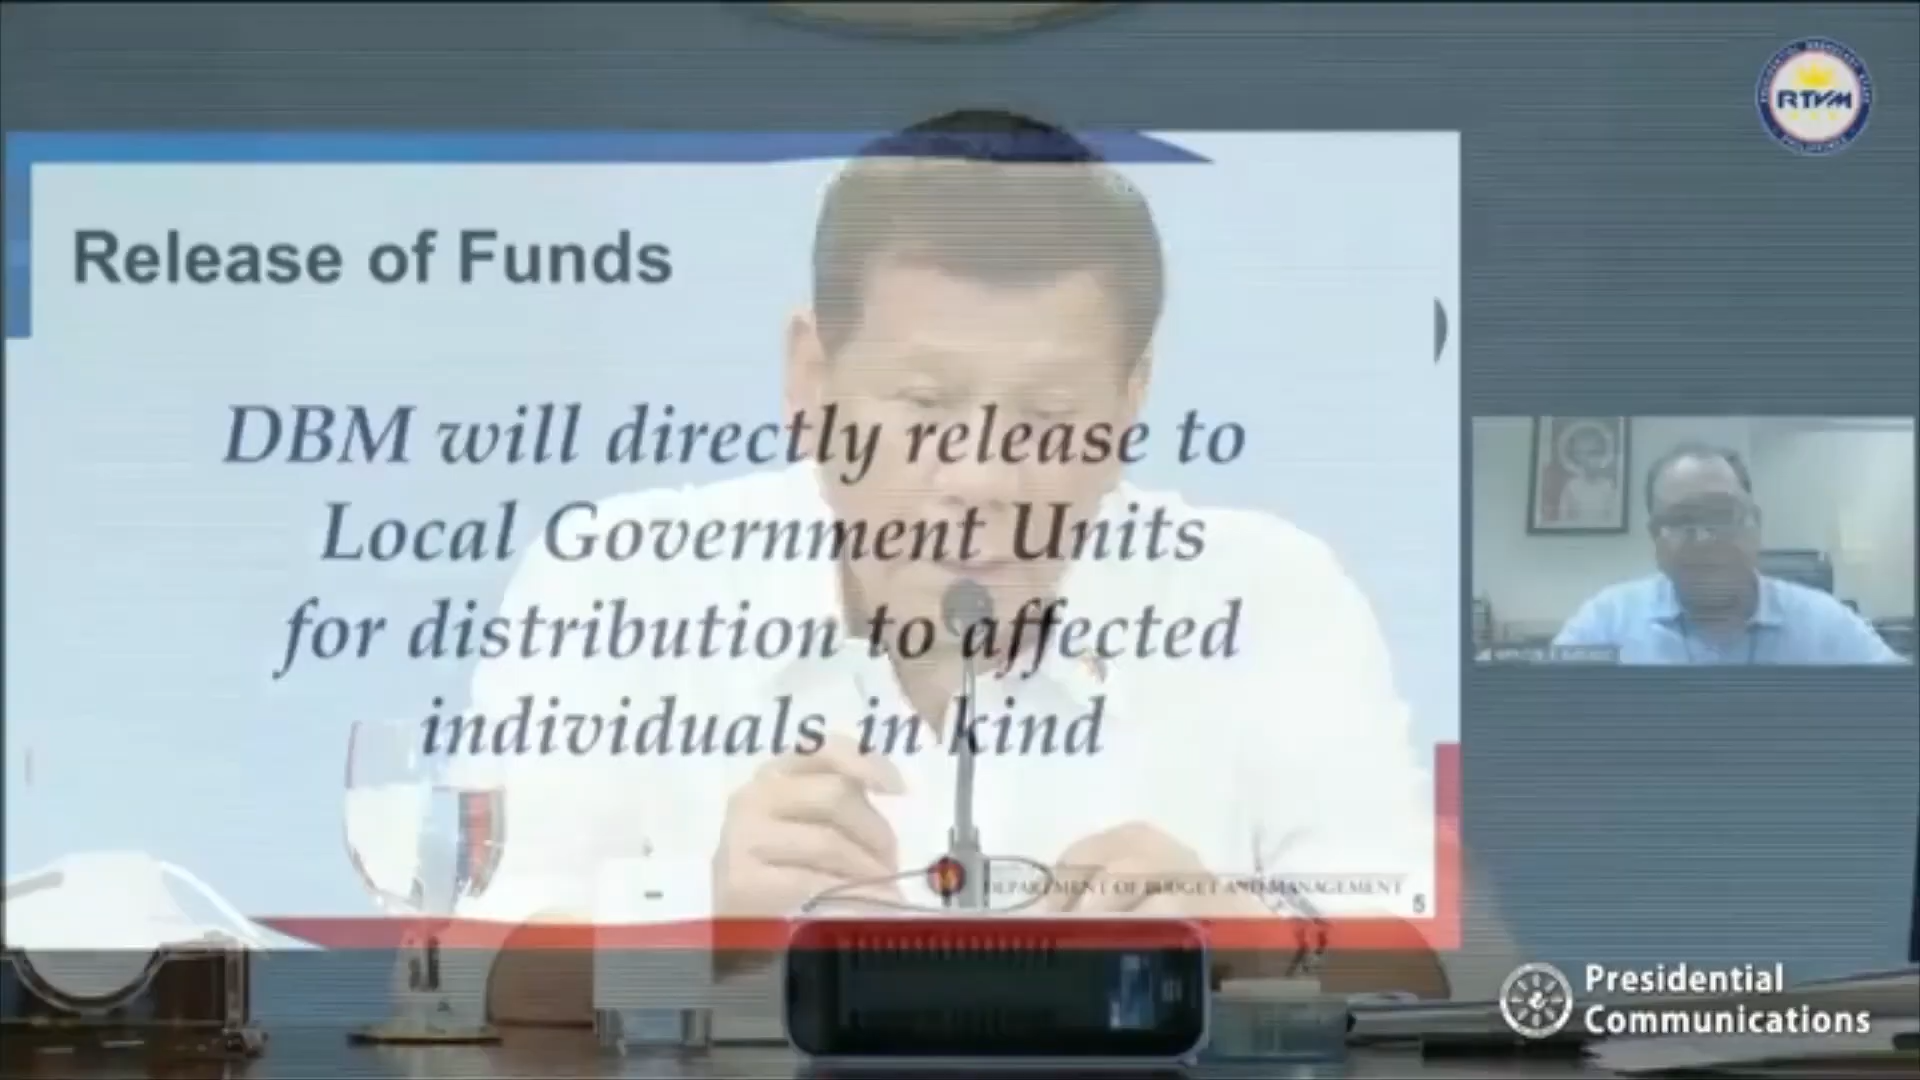 RTVM
Release of Funds
DBM will directly release to
Local Government Units
for distribution to affected
individuals in kind
DEPARTMENT OF BUDGET AND MANAGEMENT
5
Presidential
Communications